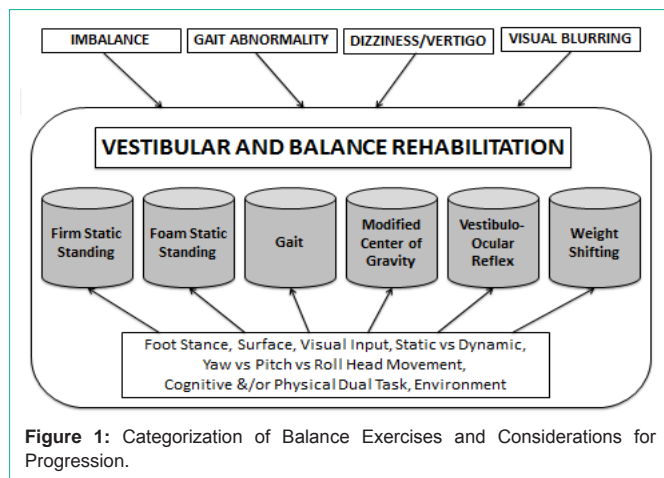 IMBALANCE
GAIT ABNORMALITY
DIZZINESS/VERTIGO
VISUAL BLURRING
VESTIBULAR AND BALANCE REHABILITATION
Firm Static
Standing
Foam Static
Standing
Gait
Modified
Center of
Gravity
Vestibulo-
Ocular
Reflex
Weight
Shifting
Foot Stance, Surface, Visual Input, Static vs Dynamic,
Yaw vs Pitch vs Roll Head Movement,
Cognitive &/or Physical Dual Task, Environment
Figure 1: Categorization of Balance Exercises and Considerations for
Progression.